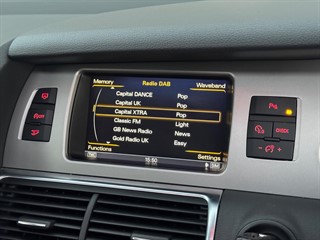 Memory Radio DAB Waveband
Capital DANCE Pop
Capital UK Pop
Capital XTRA Pop
Classic FM Light
GB News Radio News
Gold Radio UK Easy
Functions Settings
15:50